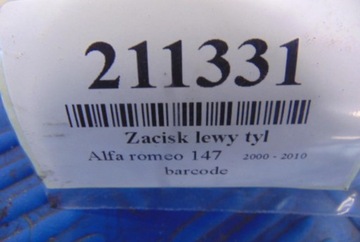 211331
Zacisk lewy tyl
Alfa romeo 147 2000 - 2010
barcode